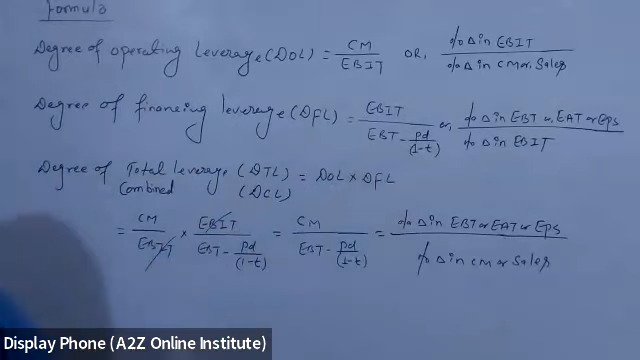 Formula
Degree of operating leverage (DOL) = CM / EBIT OR, % Δ in EBIT / % Δ in CM or Sales
Degree of financing leverage (DFL) = EBIT / EBT - pd/(1-t) or, % Δ in EBT or, EAT or EPS / % Δ in EBIT
Degree of Total leverage (DTL) = DOL × DFL
Combined (DCL)
= CM / EBIT × EBIT / EBT - pd/(1-t) = CM / EBT - pd/(1-t) = % Δ in EBT or EAT or EPS / % Δ in CM or Sales
Display Phone (A2Z Online Institute)